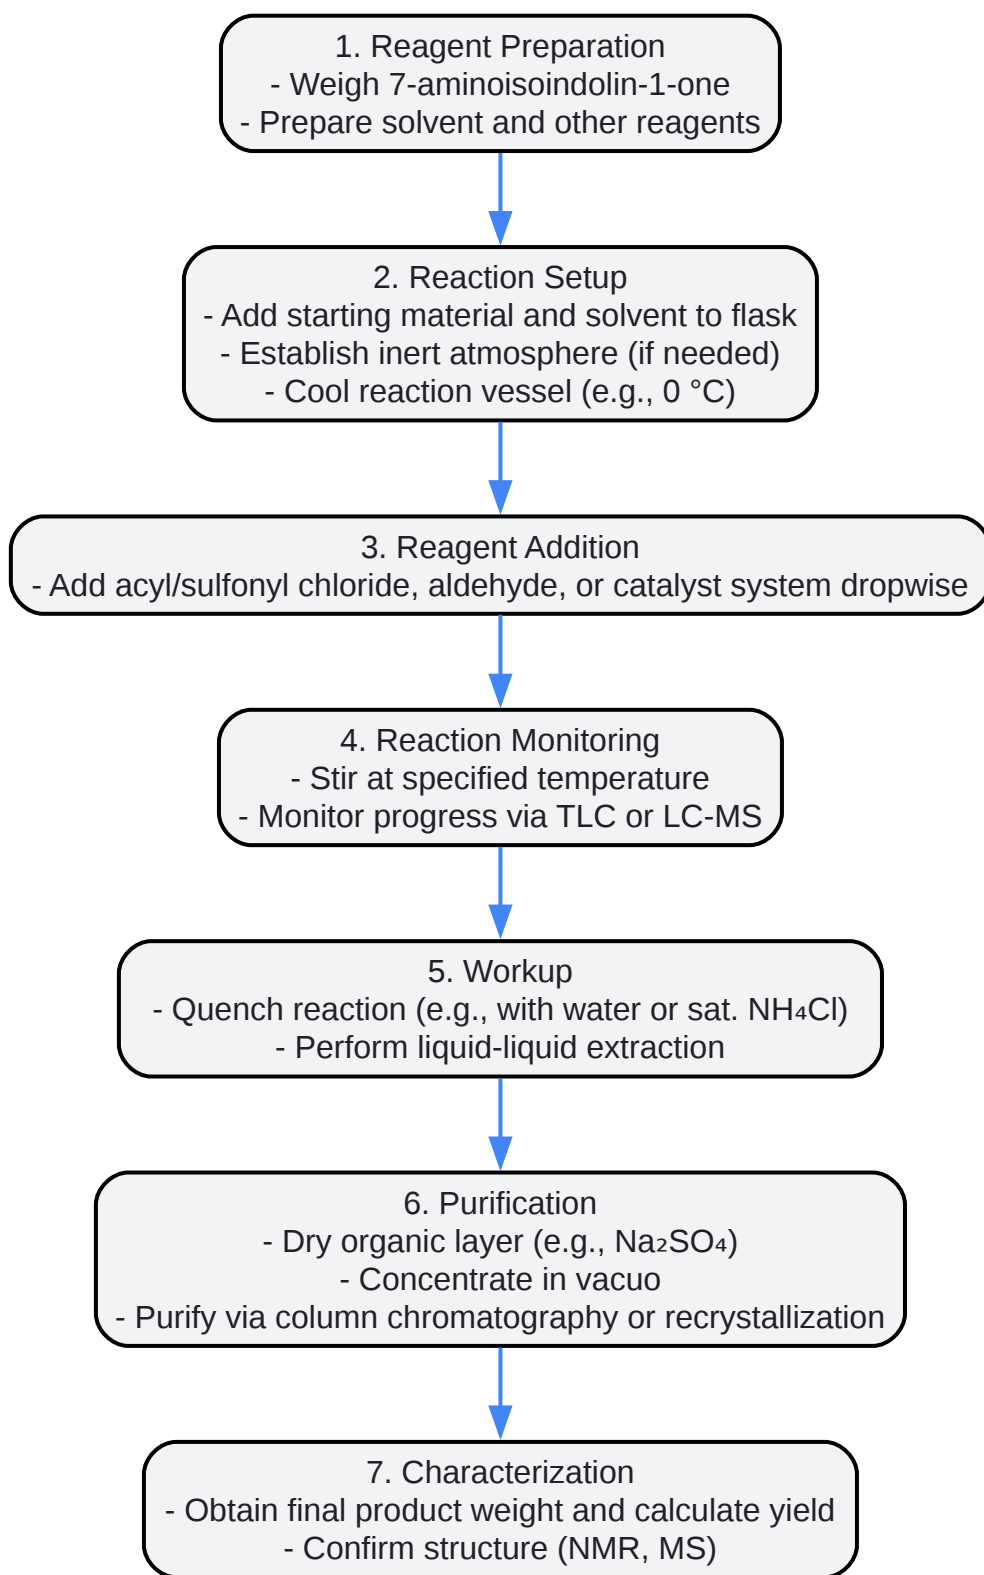 1. Reagent Preparation
- Weigh 7-aminoisoindolin-1-one
- Prepare solvent and other reagents
2. Reaction Setup
- Add starting material and solvent to flask
- Establish inert atmosphere (if needed)
- Cool reaction vessel (e.g., 0 °C)
3. Reagent Addition
- Add acyl/sulfonyl chloride, aldehyde, or catalyst system dropwise
4. Reaction Monitoring
- Stir at specified temperature
- Monitor progress via TLC or LC-MS
5. Workup
- Quench reaction (e.g., with water or sat. NH₄Cl)
- Perform liquid-liquid extraction
6. Purification
- Dry organic layer (e.g., Na₂SO₄)
- Concentrate in vacuo
- Purify via column chromatography or recrystallization
7. Characterization
- Obtain final product weight and calculate yield
- Confirm structure (NMR, MS)